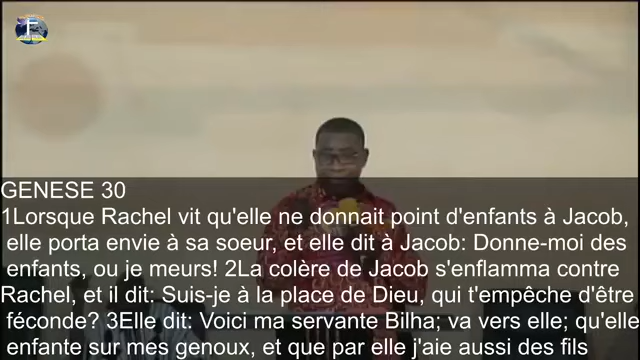 GENESE 30
1Lorsque Rachel vit qu'elle ne donnait point d'enfants à Jacob,
elle porta envie à sa soeur, et elle dit à Jacob: Donne-moi des
enfants, ou je meurs! 2La colère de Jacob s'enflamma contre
Rachel, et il dit: Suis-je à la place de Dieu, qui t'empêche d'être
féconde? 3Elle dit: Voici ma servante Bilha; va vers elle; qu'elle
enfante sur mes genoux, et que par elle j'aie aussi des fils